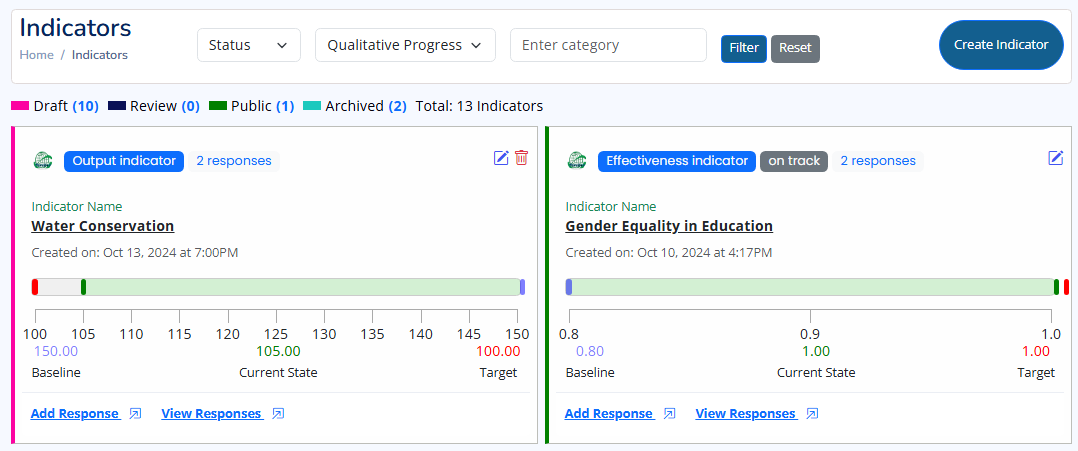 Indicators
Home / Indicators
Status
Qualitative Progress
Enter category
Filter
Reset
Create Indicator
Draft (10) Review (0) Public (1) Archived (2) Total: 13 Indicators
Output indicator 2 responses
Indicator Name
Water Conservation
Created on: Oct 13, 2024 at 7:00PM
100 105 110 115 120 125 130 135 140 145 150
150.00 105.00 100.00
Baseline Current State Target
Add Response View Responses
Effectiveness indicator on track 2 responses
Indicator Name
Gender Equality in Education
Created on: Oct 10, 2024 at 4:17PM
0.8 0.9 1.0
0.80 1.00 1.00
Baseline Current State Target
Add Response View Responses